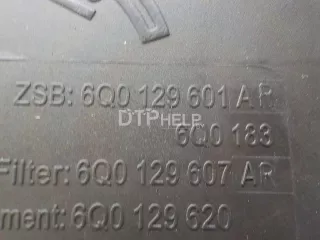 ZSB: 6Q0 129 601 AR
DTPHELP
6Q0 183
Filter: 6Q0 129 607 AR
ment: 6Q0 129 620